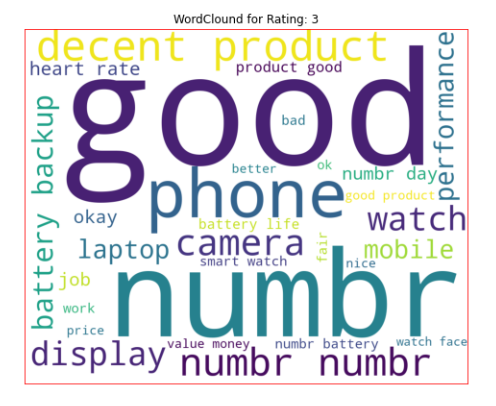 WordClound for Rating: 3
decent product
heart rate
product good
good
performance
battery backup
bad
better
ok
numbr day
phone
good product
okay
battery life
watch
laptop
camera
fair
mobile
smart watch
nice
job
numbr
work
price
value money
numbr battery
watch face
display
numbr numbr